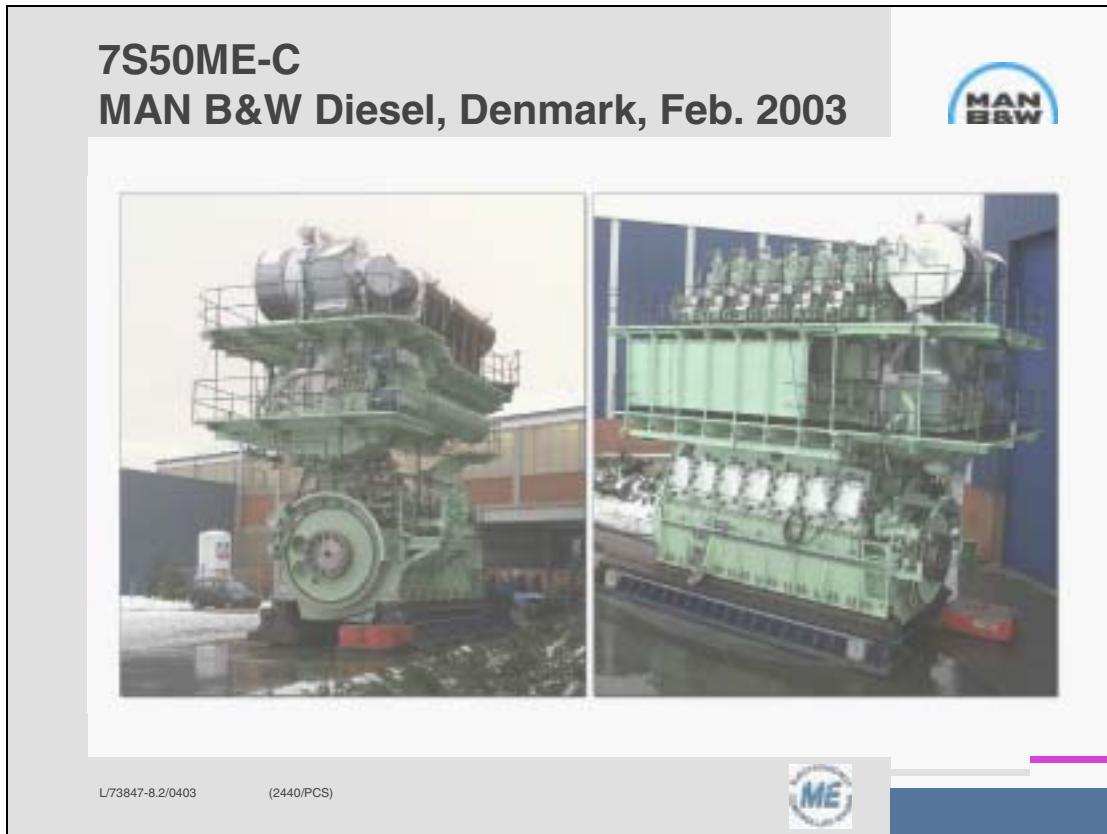 7S50ME-C
MAN B&W Diesel, Denmark, Feb. 2003
MAN
B&W
L/73847-8.2/0403 (2440/PCS)
ME